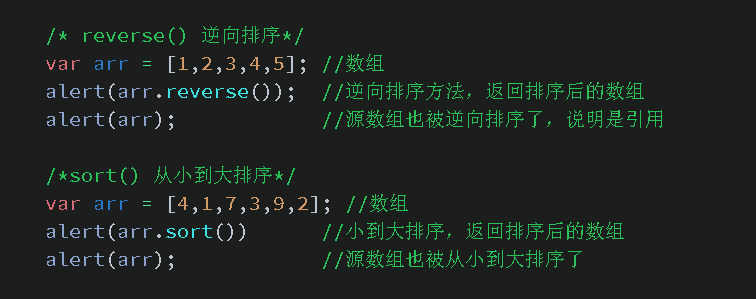 /* reverse() 逆向排序*/
var arr = [1,2,3,4,5]; //数组
alert(arr.reverse()); //逆向排序方法，返回排序后的数组
alert(arr); //源数组也被逆向排序了，说明是引用
/*sort() 从小到大排序*/
var arr = [4,1,7,3,9,2]; //数组
alert(arr.sort()) //小到大排序，返回排序后的数组
alert(arr); //源数组也被从小到大排序了